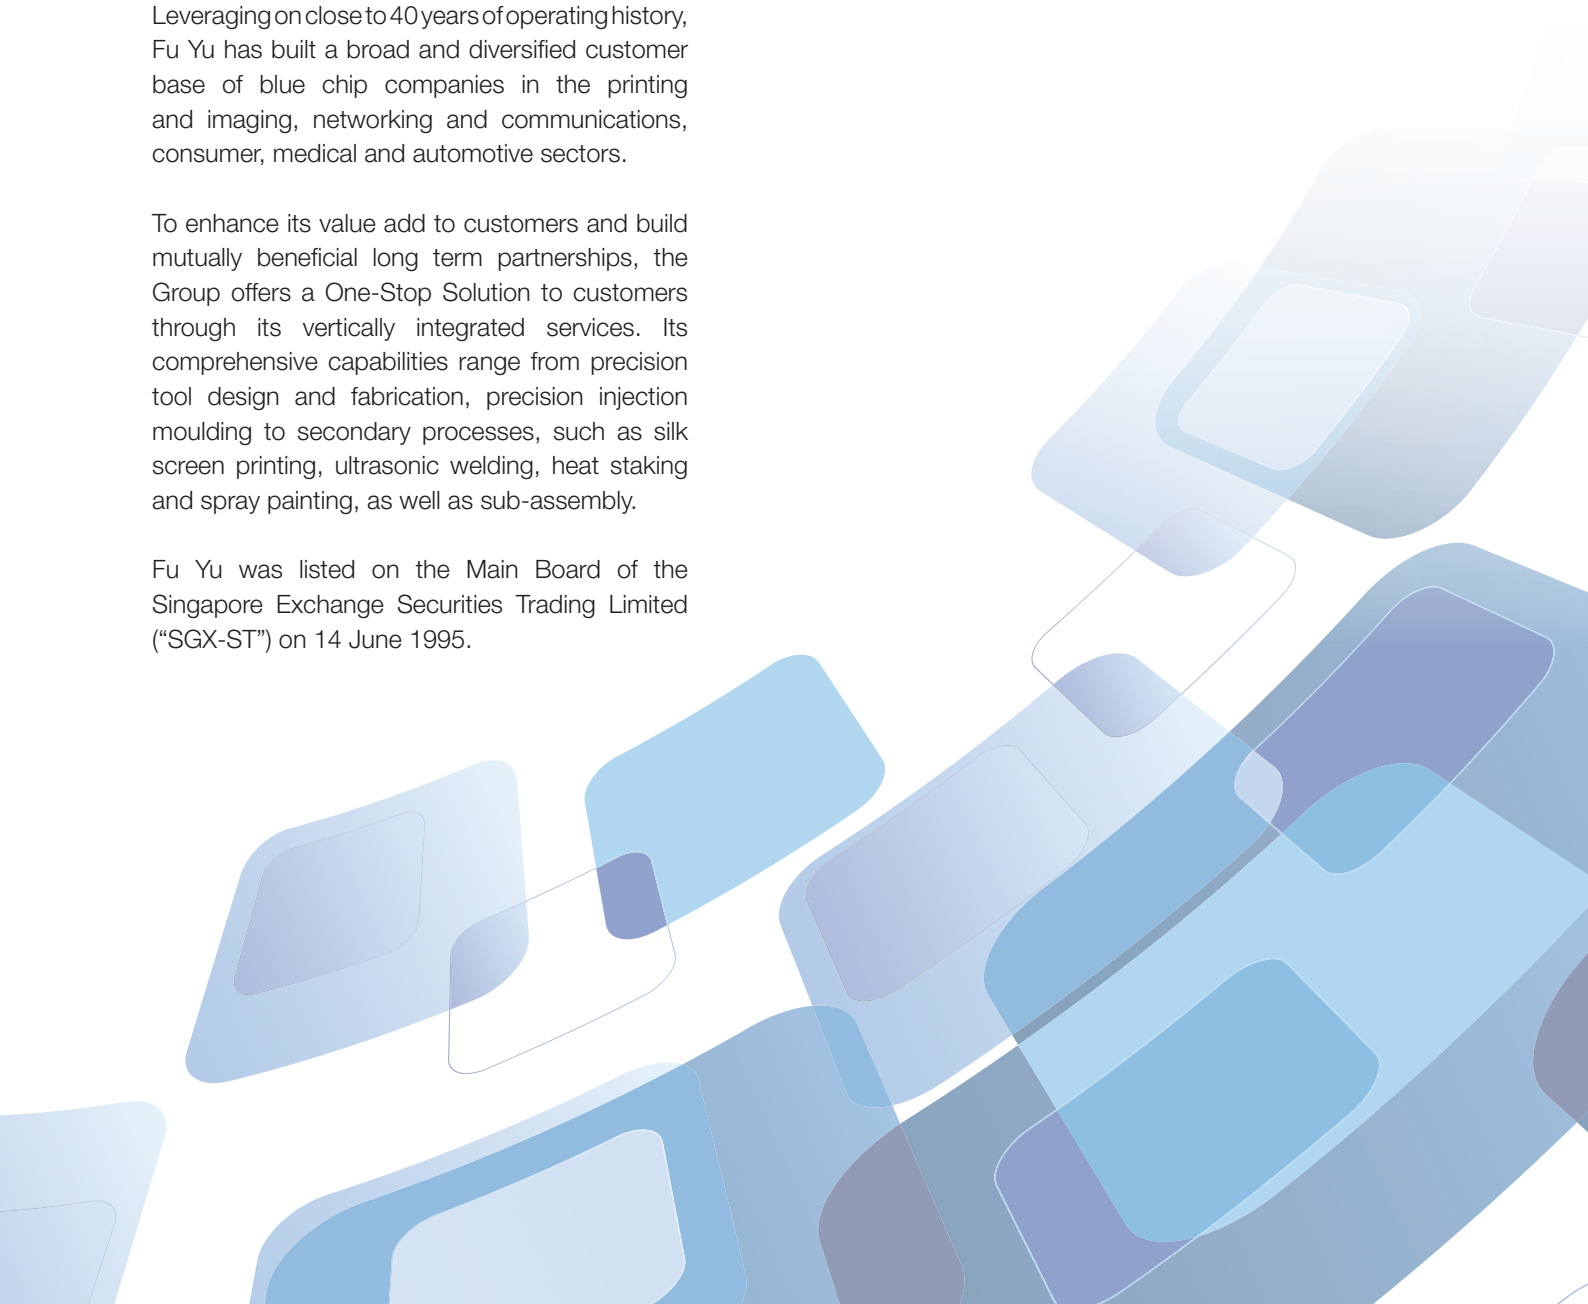 Leveraging on close to 40 years of operating history,
Fu Yu has built a broad and diversified customer
base of blue chip companies in the printing
and imaging, networking and communications,
consumer, medical and automotive sectors.
To enhance its value add to customers and build
mutually beneficial long term partnerships, the
Group offers a One-Stop Solution to customers
through its vertically integrated services. Its
comprehensive capabilities range from precision
tool design and fabrication, precision injection
moulding to secondary processes, such as silk
screen printing, ultrasonic welding, heat staking
and spray painting, as well as sub-assembly.
Fu Yu was listed on the Main Board of the
Singapore Exchange Securities Trading Limited
(“SGX-ST”) on 14 June 1995.